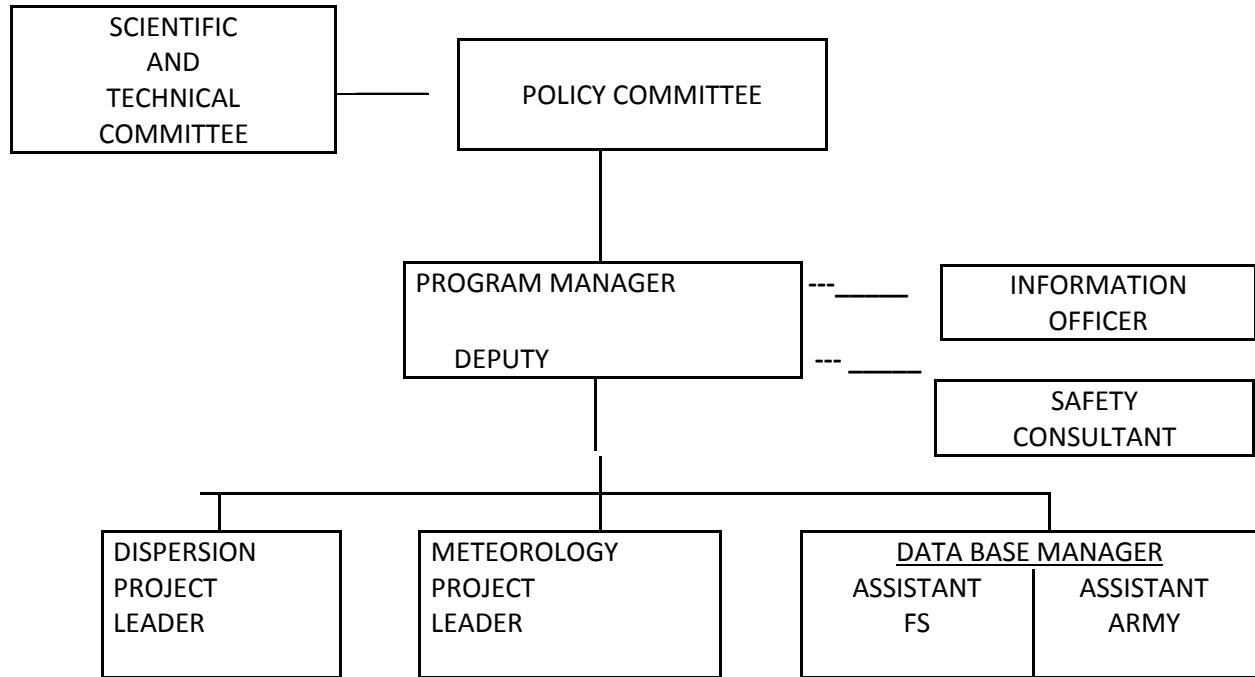 SCIENTIFIC
AND
TECHNICAL
COMMITTEE
POLICY COMMITTEE
PROGRAM MANAGER
DEPUTY
INFORMATION
OFFICER
SAFETY
CONSULTANT
DISPERSION
PROJECT
LEADER
METEOROLOGY
PROJECT
LEADER
DATA BASE MANAGER
ASSISTANT
FS
ASSISTANT
ARMY